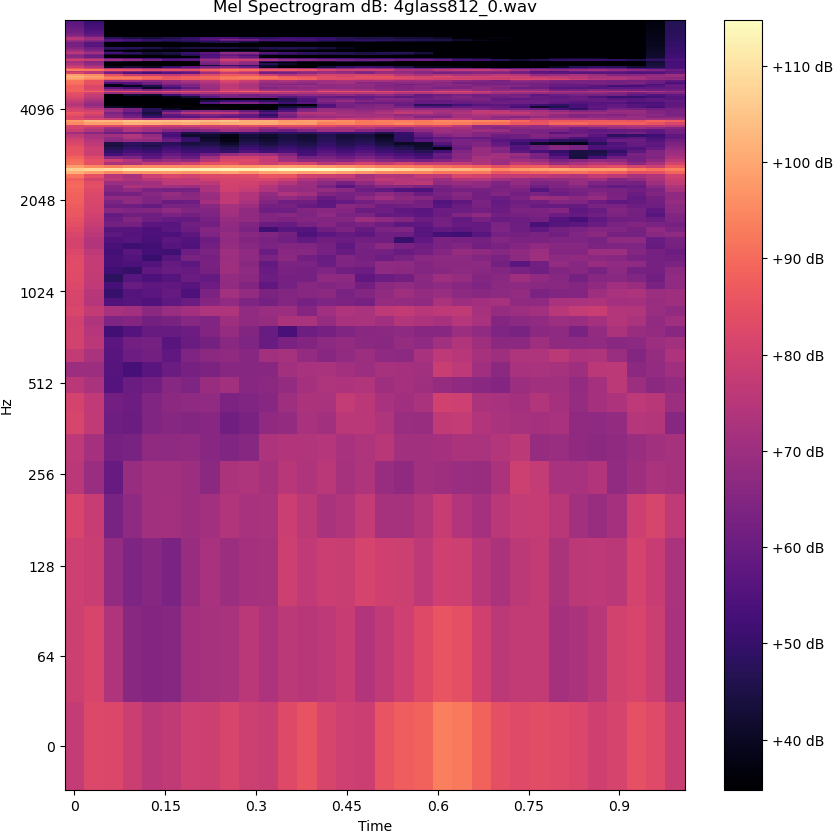 Mel Spectrogram dB: 4glass812_0.wav
+110 dB
4096
+100 dB
2048
+90 dB
1024
+80 dB
512
Hz
+70 dB
256
+60 dB
128
+50 dB
64
+40 dB
0
0 0.15 0.3 0.45 0.6 0.75 0.9
Time